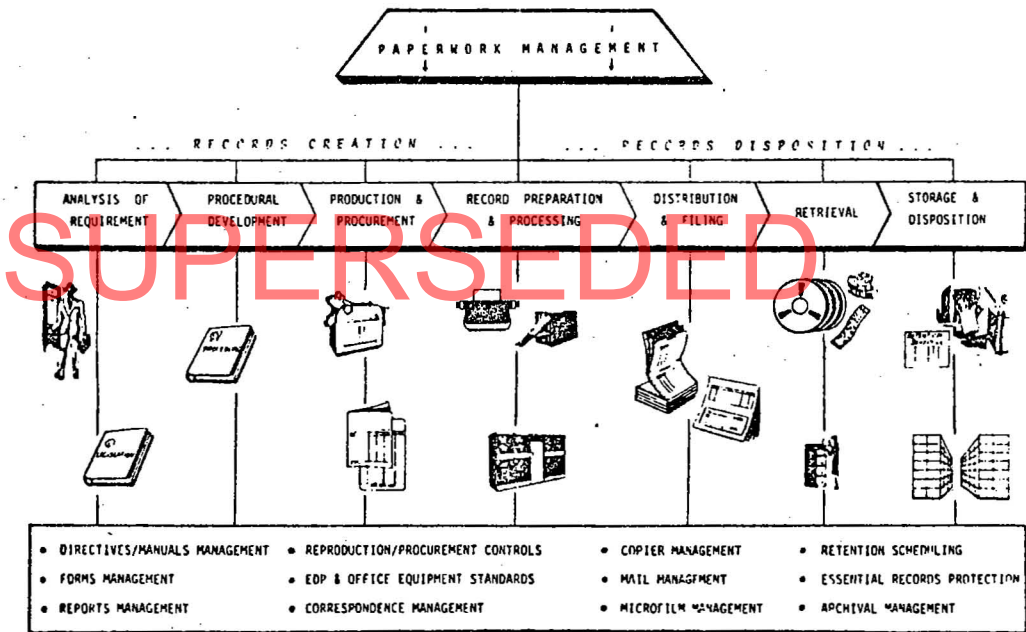 PAPERWORK MANAGEMENT
... RECORDS CREATION ...
... RECORDS DISPOSITION ...
ANALYSIS OF
REQUIREMENT
PROCEDURAL
DEVELOPMENT
PRODUCTION &
PROCUREMENT
RECORD PREPARATION
& PROCESSING
DISTRIBUTION
& FILING
RETRIEVAL
STORAGE &
DISPOSITION
SUPERSEDED
• DIRECTIVES/MANUALS MANAGEMENT
• FORMS MANAGEMENT
• REPORTS MANAGEMENT
• REPRODUCTION/PROCUREMENT CONTROLS
• EDP & OFFICE EQUIPMENT STANDARDS
• CORRESPONDENCE MANAGEMENT
• COPIER MANAGEMENT
• MAIL MANAGEMENT
• MICROFILM MANAGEMENT
• RETENTION SCHEDULING
• ESSENTIAL RECORDS PROTECTION
• ARCHIVAL MANAGEMENT